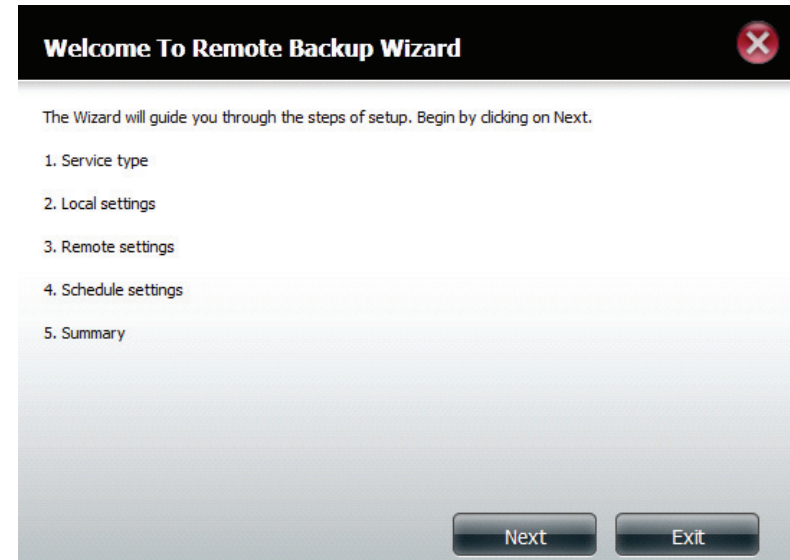 Welcome To Remote Backup Wizard
The Wizard will guide you through the steps of setup. Begin by clicking on Next.
1. Service type
2. Local settings
3. Remote settings
4. Schedule settings
5. Summary
Next
Exit